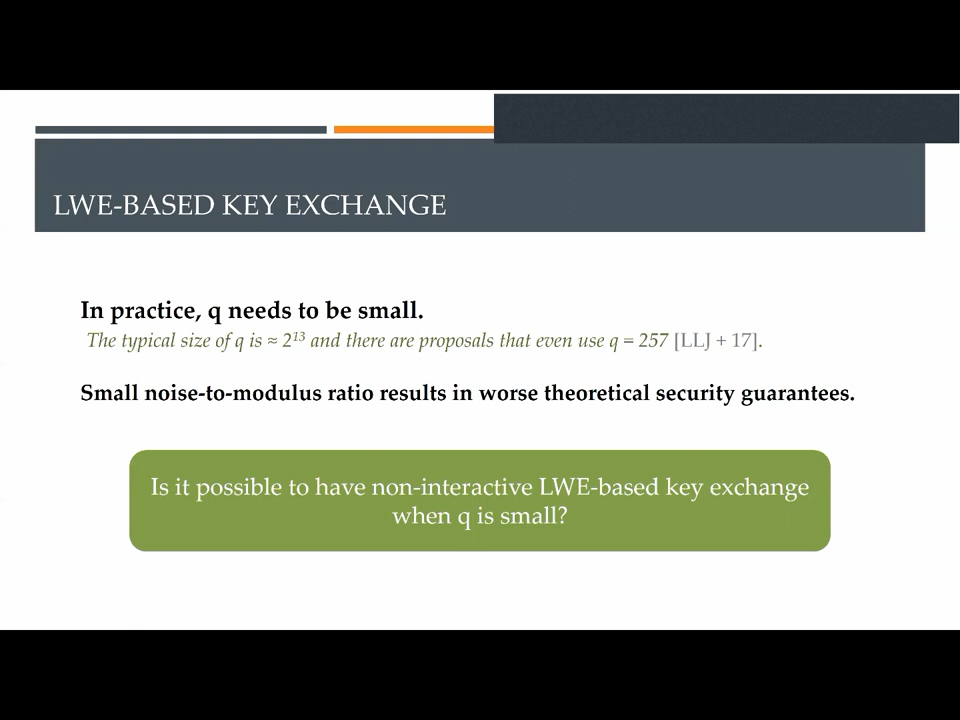 LWE-BASED KEY EXCHANGE
In practice, q needs to be small.
The typical size of q is ≈ 2¹³ and there are proposals that even use q = 257 [LLJ + 17].
Small noise-to-modulus ratio results in worse theoretical security guarantees.
Is it possible to have non-interactive LWE-based key exchange
when q is small?